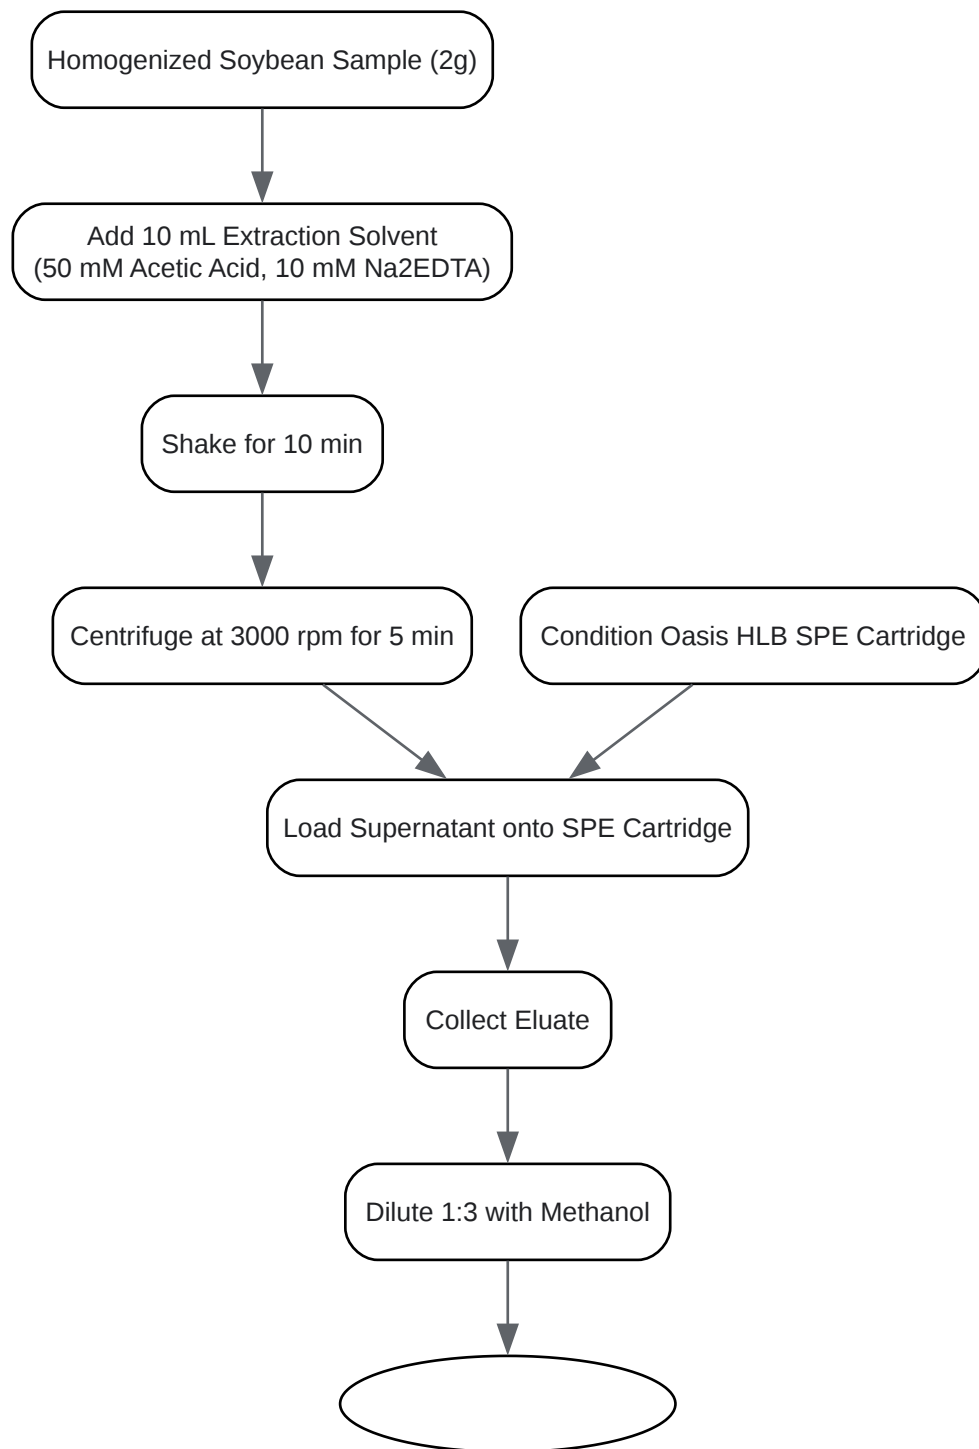 Homogenized Soybean Sample (2g)
Add 10 mL Extraction Solvent
(50 mM Acetic Acid, 10 mM Na2EDTA)
Shake for 10 min
Centrifuge at 3000 rpm for 5 min
Condition Oasis HLB SPE Cartridge
Load Supernatant onto SPE Cartridge
Collect Eluate
Dilute 1:3 with Methanol